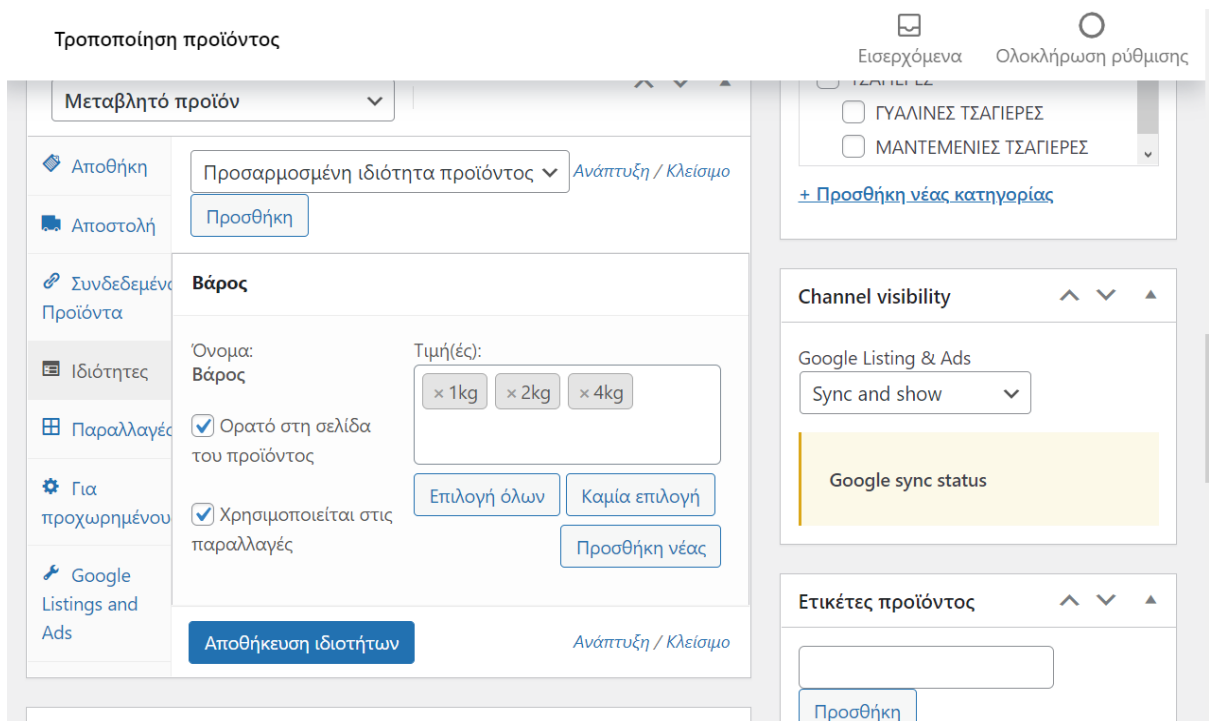 Τροποποίηση προϊόντος
Εισερχόμενα
Ολοκλήρωση ρύθμισης
Μεταβλητό προϊόν
Αποθήκη
Αποστολή
Συνδεδεμένα
Προϊόντα
Ιδιότητες
Παραλλαγές
Για
προχωρημένου
Google
Listings and
Ads
Προσαρμοσμένη ιδιότητα προϊόντος
Ανάπτυξη / Κλείσιμο
Προσθήκη
Βάρος
Όνομα:
Βάρος
Ορατό στη σελίδα
του προϊόντος
Χρησιμοποιείται στις
παραλλαγές
Τιμή(ές):
× 1kg × 2kg × 4kg
Επιλογή όλων
Καμία επιλογή
Προσθήκη νέας
Αποθήκευση ιδιοτήτων
Ανάπτυξη / Κλείσιμο
ΓΥΑΛΙΝΕΣ ΤΣΑΓΙΕΡΕΣ
ΜΑΝΤΕΜΕΝΙΕΣ ΤΣΑΓΙΕΡΕΣ
+ Προσθήκη νέας κατηγορίας
Channel visibility
Google Listing & Ads
Sync and show
Google sync status
Ετικέτες προϊόντος
Προσθήκη